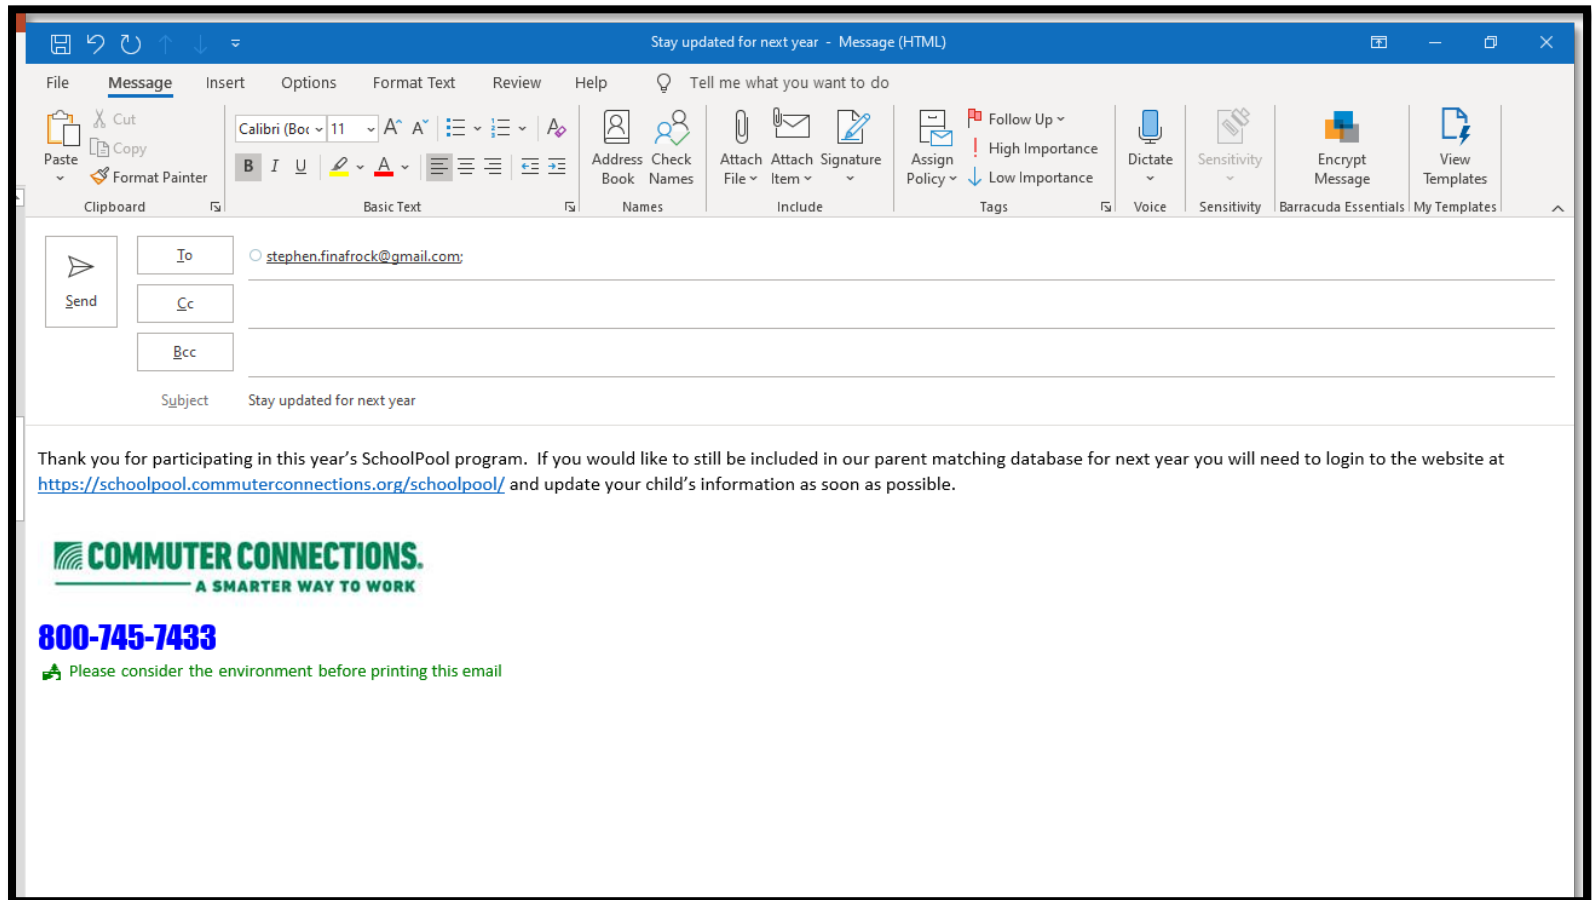 Stay updated for next year - Message (HTML)
File Message Insert Options Format Text Review Help Tell me what you want to do
Cut
Copy
Paste
Format Painter
Clipboard
Calibri (Boc 11
B I U
Basic Text
Address Book
Check Names
Names
Attach File
Attach Item
Signature
Include
Assign Policy
Follow Up
High Importance
Low Importance
Tags
Dictate
Voice
Sensitivity
Sensitivity
Encrypt Message
Barracuda Essentials
View Templates
My Templates
Send
To stephen.finafrock@gmail.com;
Cc
Bcc
Subject Stay updated for next year
Thank you for participating in this year’s SchoolPool program.  If you would like to still be included in our parent matching database for next year you will need to login to the website at
https://schoolpool.commuterconnections.org/schoolpool/ and update your child’s information as soon as possible.
COMMUTER CONNECTIONS.
A SMARTER WAY TO WORK
800-745-7433
Please consider the environment before printing this email